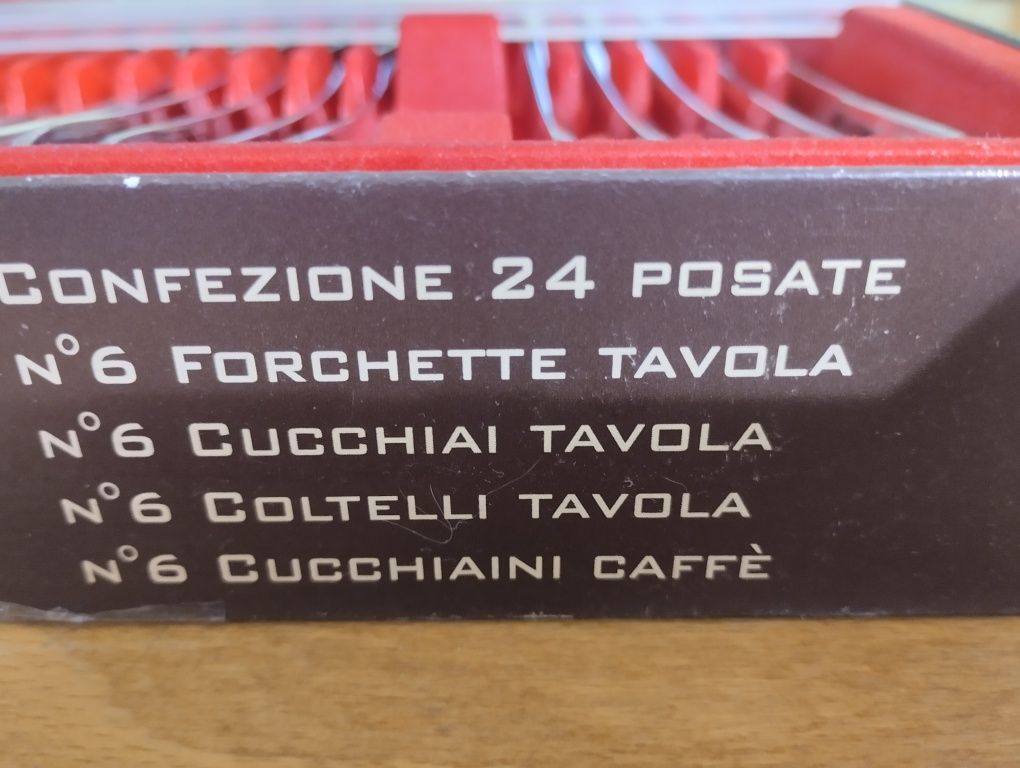 CONFEZIONE 24 POSATE
N°6 FORCHETTE TAVOLA
N°6 CUCCHIAI TAVOLA
N°6 COLTELLI TAVOLA
N°6 CUCCHIAINI CAFFÈ